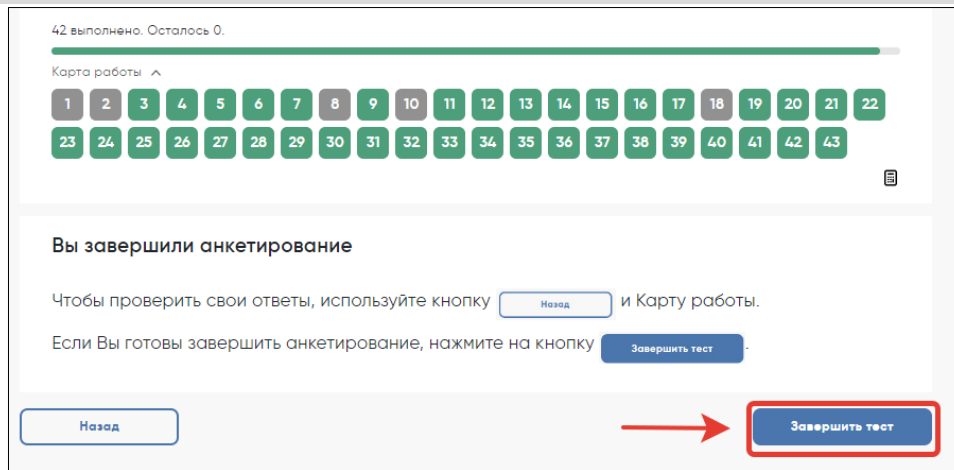 42 выполнено. Осталось 0.
Карта работы
1 2 3 4 5 6 7 8 9 10 11 12 13 14 15 16 17 18 19 20 21 22
23 24 25 26 27 28 29 30 31 32 33 34 35 36 37 38 39 40 41 42 43
Вы завершили анкетирование
Чтобы проверить свои ответы, используйте кнопку Назад и Карту работы.
Если Вы готовы завершить анкетирование, нажмите на кнопку Завершить тест.
Назад Завершить тест